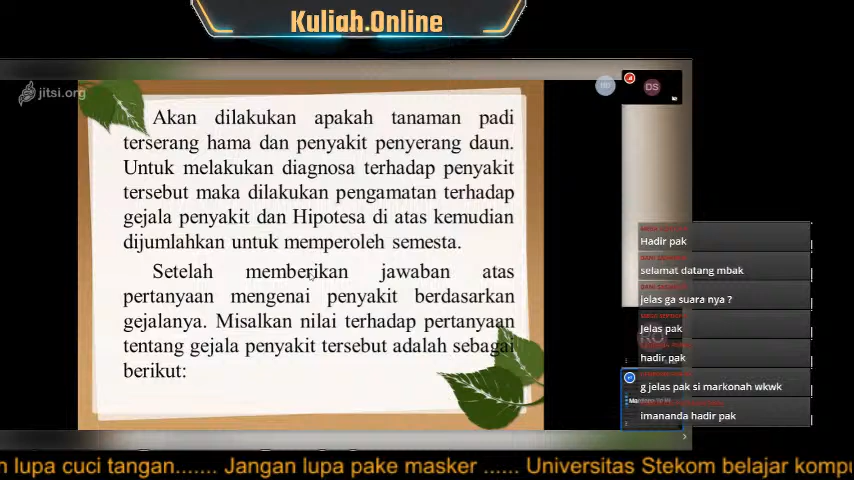 Kuliah.Online
jitsi.org
Akan dilakukan apakah tanaman padi
terserang hama dan penyakit penyerang daun.
Untuk melakukan diagnosa terhadap penyakit
tersebut maka dilakukan pengamatan terhadap
gejala penyakit dan Hipotesa di atas kemudian
dijumlahkan untuk memperoleh semesta.
Setelah memberikan jawaban atas
pertanyaan mengenai penyakit berdasarkan
gejalanya. Misalkan nilai terhadap pertanyaan
tentang gejala penyakit tersebut adalah sebagai
berikut:
DS
Hadir pak
selamat datang mbak
jelas ga suara nya ?
Jelas pak
hadir pak
g jelas pak si markonah wkwk
imananda hadir pak
n lupa cuci tangan....... Jangan lupa pake masker ...... Universitas Stekom belajar kompu